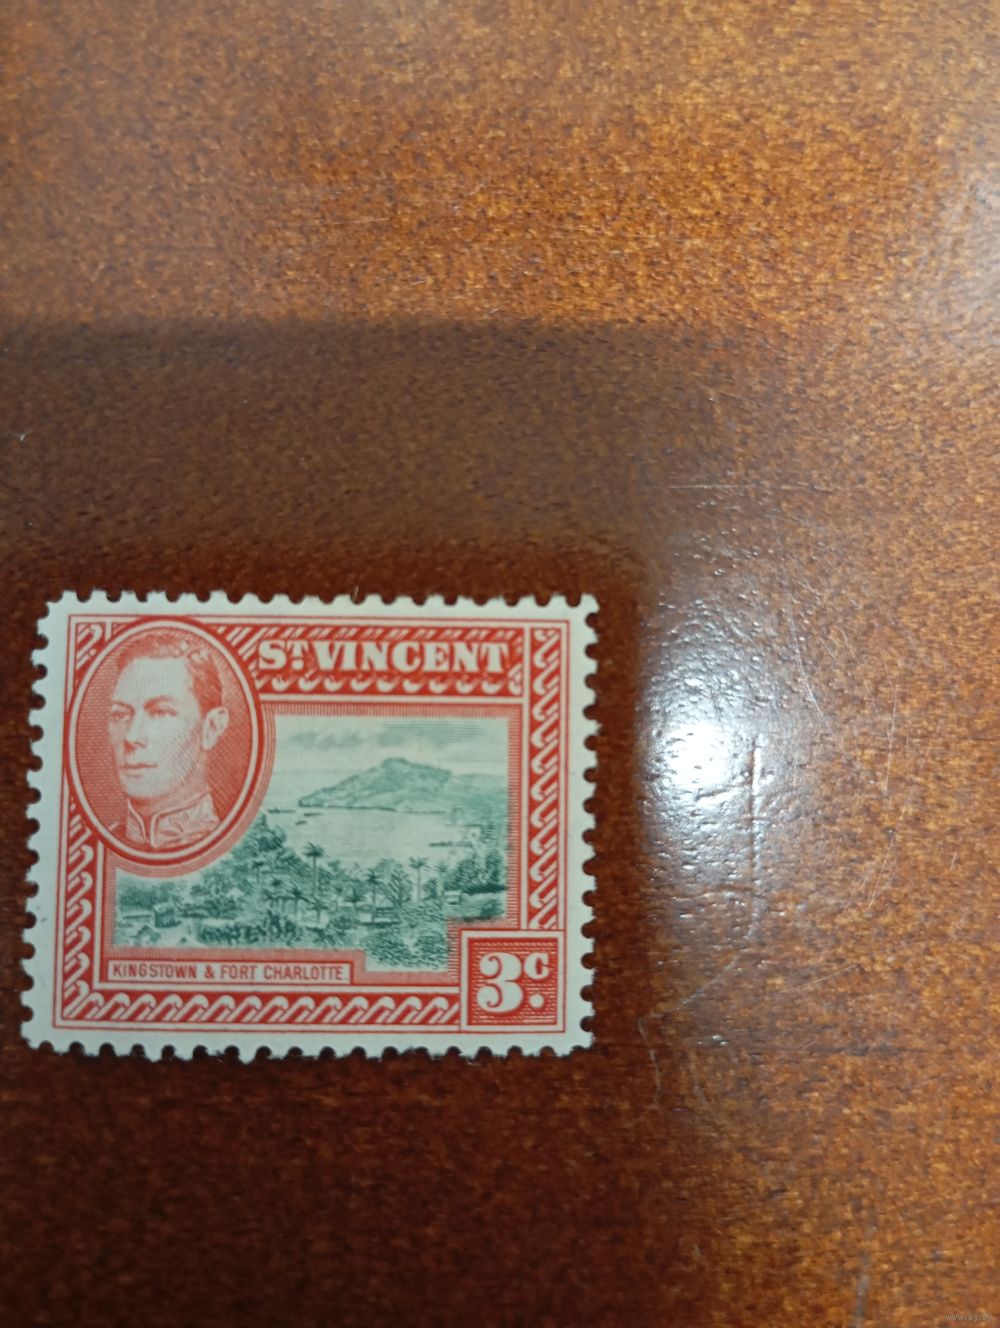 ST. VINCENT
KINGSTOWN & FORT CHARLOTTE.
3c.